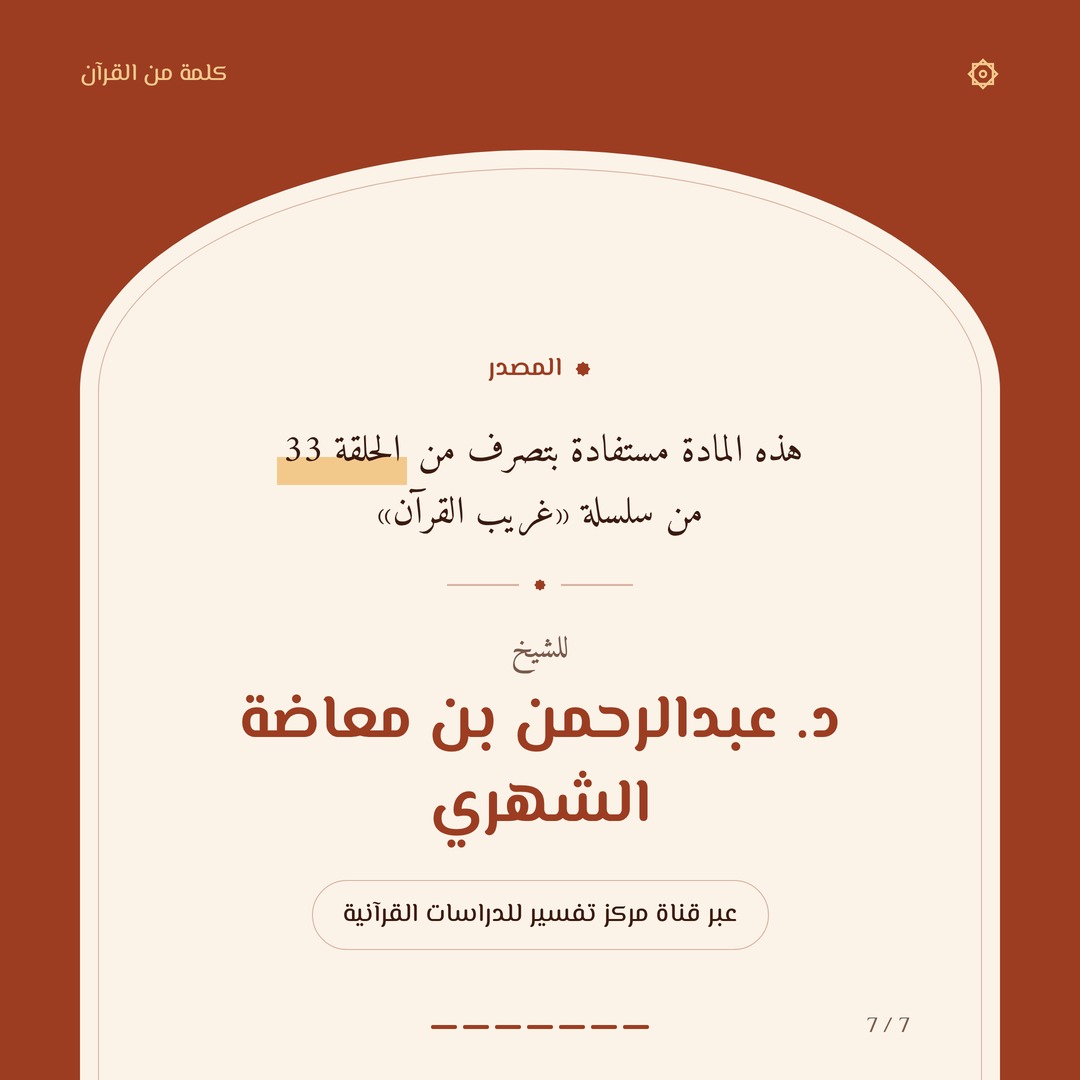 كلمة من القرآن
المصدر
هذه المادة مستفادة بتصرف من الحلقة 33
من سلسلة «غريب القرآن»
للشيخ
د. عبدالرحمن بن معاضة
الشهري
عبر قناة مركز تفسير للدراسات القرآنية
7 / 7